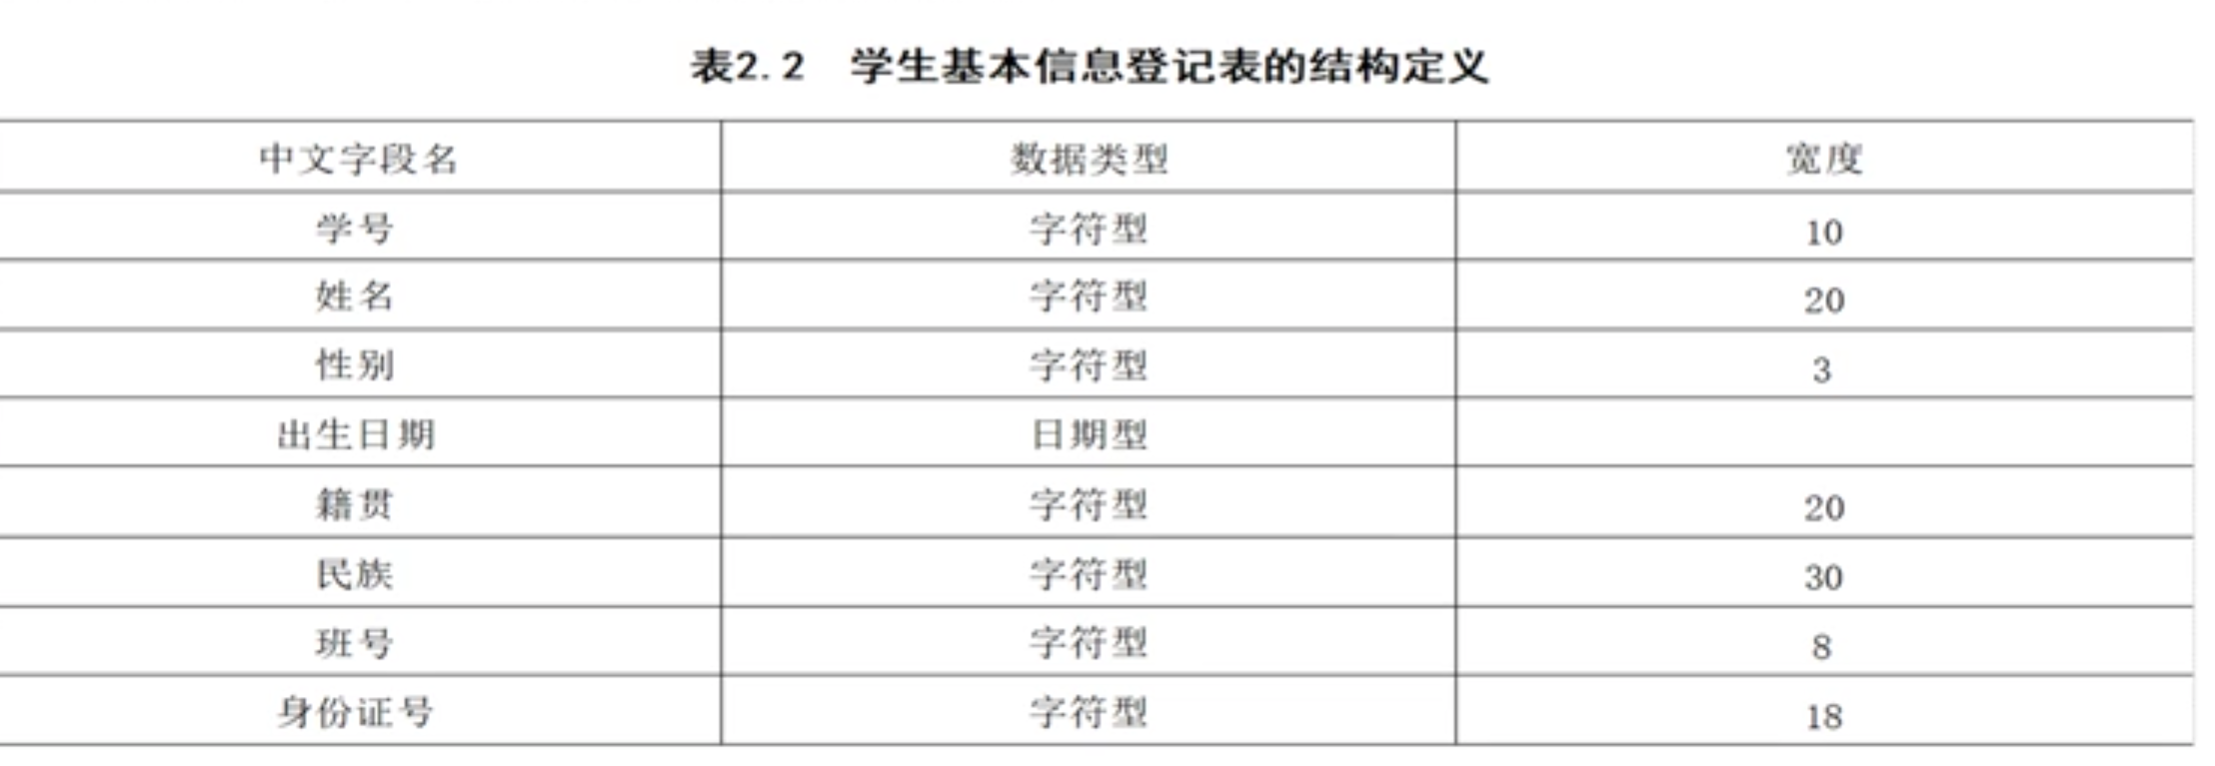 表2.2 学生基本信息登记表的结构定义
中文字段名 数据类型 宽度
学号 字符型 10
姓名 字符型 20
性别 字符型 3
出生日期 日期型
籍贯 字符型 20
民族 字符型 30
班号 字符型 8
身份证号 字符型 18